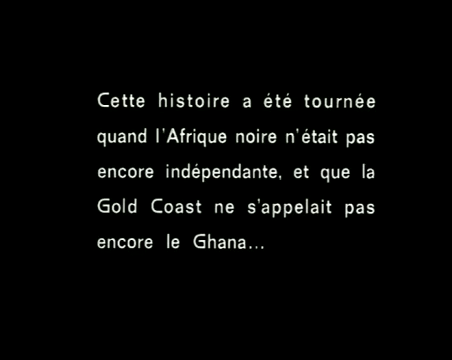 Cette histoire a été tournée
quand l'Afrique noire n'était pas
encore indépendante, et que la
Gold Coast ne s'appelait pas
encore le Ghana...